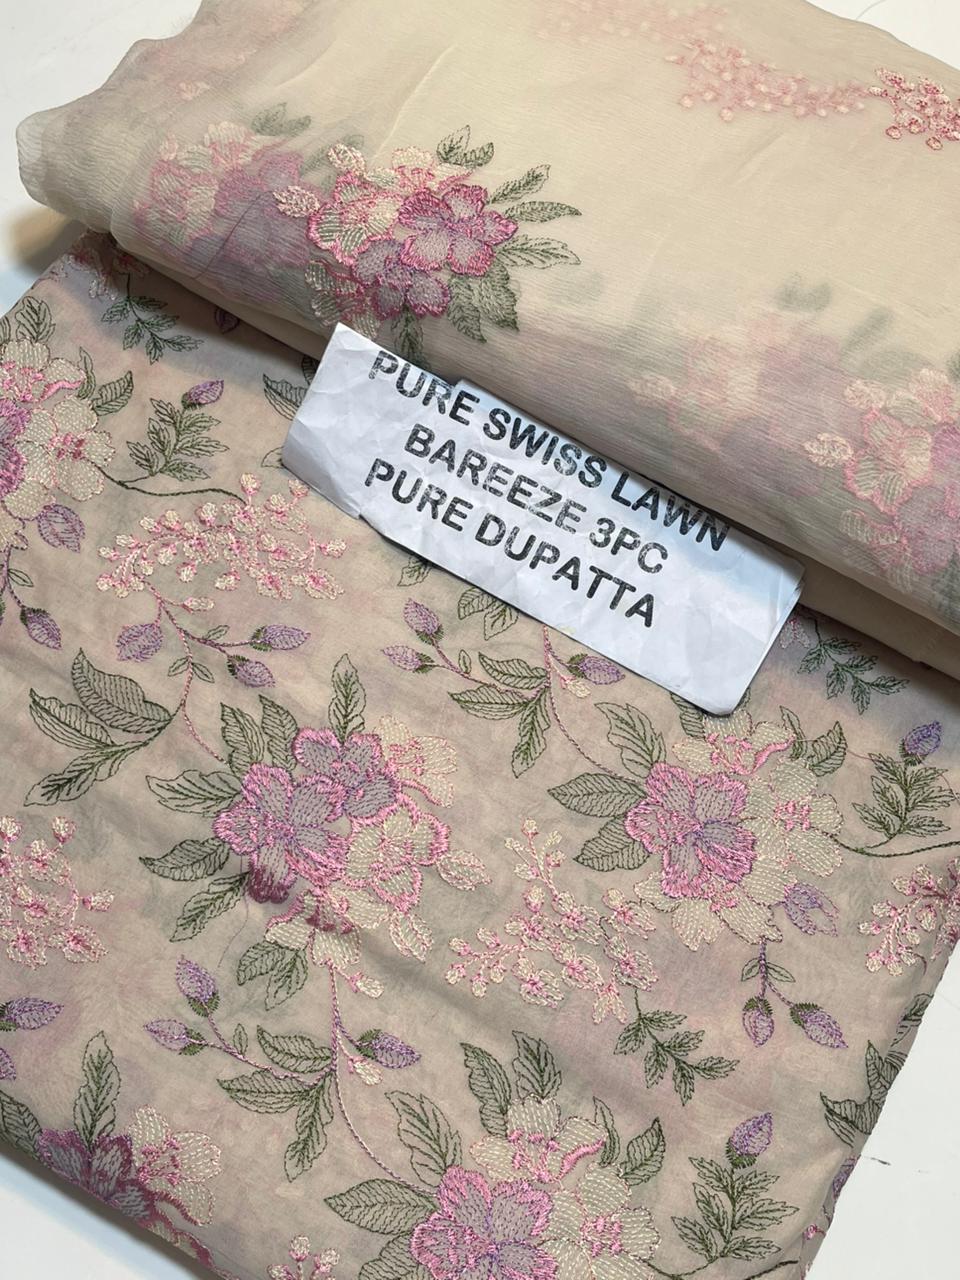 PURE SWISS LAWN
BAREEZE 3PC
PURE DUPATTA